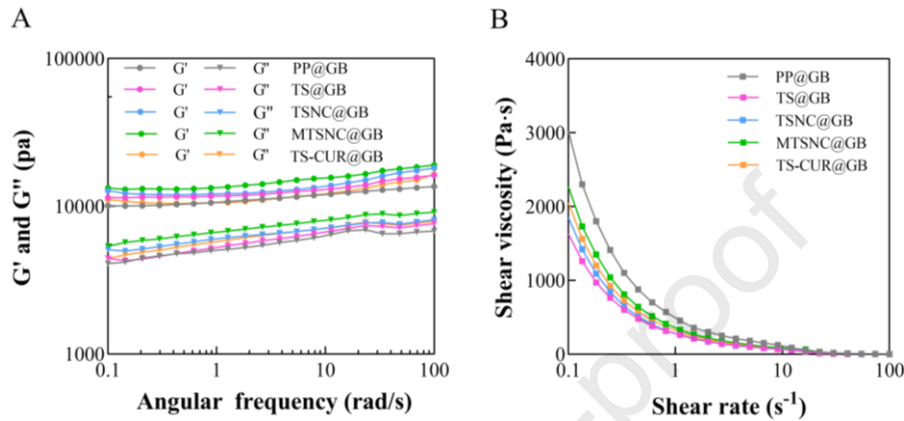 A
G' and G" (pa)
100000
10000
1000
G' G" PP@GB
G' G" TS@GB
G' G" TSNC@GB
G' G" MTSNC@GB
G' G" TS-CUR@GB
0.1 1 10 100
Angular frequency (rad/s)
B
Shear viscosity (Pa·s)
4000
3000
2000
1000
0
PP@GB
TS@GB
TSNC@GB
MTSNC@GB
TS-CUR@GB
0.1 1 10 100
Shear rate (s⁻¹)
rproof